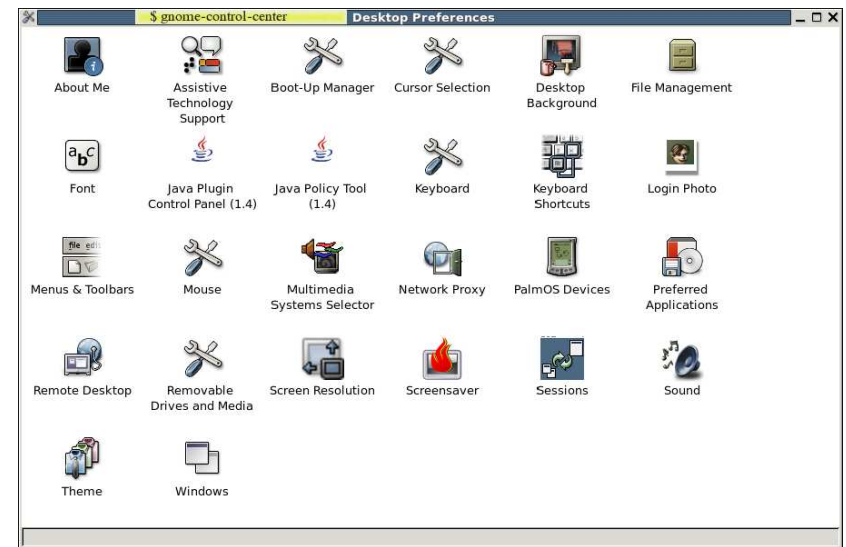 $ gnome-control-center Desktop Preferences
About Me Assistive Technology Support Boot-Up Manager Cursor Selection Desktop Background File Management
Font Java Plugin Control Panel (1.4) Java Policy Tool (1.4) Keyboard Keyboard Shortcuts Login Photo
abc
file edi
Menus & Toolbars Mouse Multimedia Systems Selector Network Proxy PalmOS Devices Preferred Applications
Remote Desktop Removable Drives and Media Screen Resolution Screensaver Sessions Sound
Theme Windows